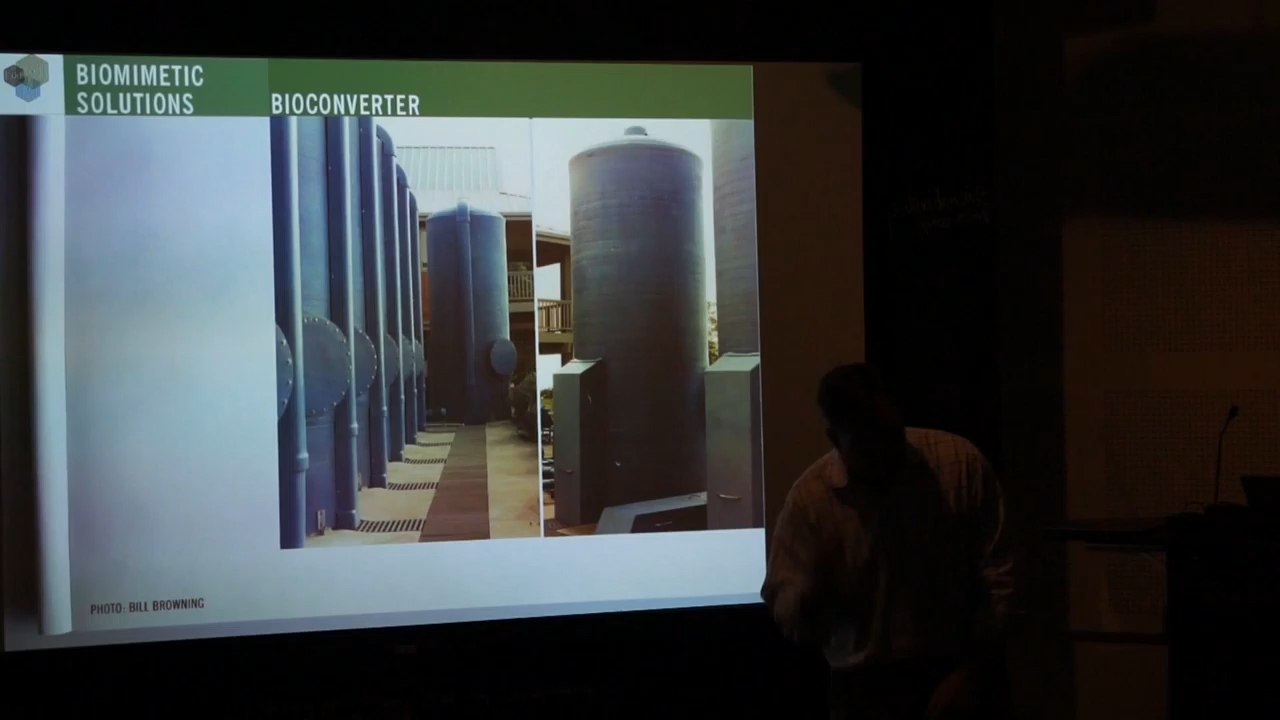 BIOMIMETIC
SOLUTIONS
BIOCONVERTER
PHOTO: BILL BROWNING